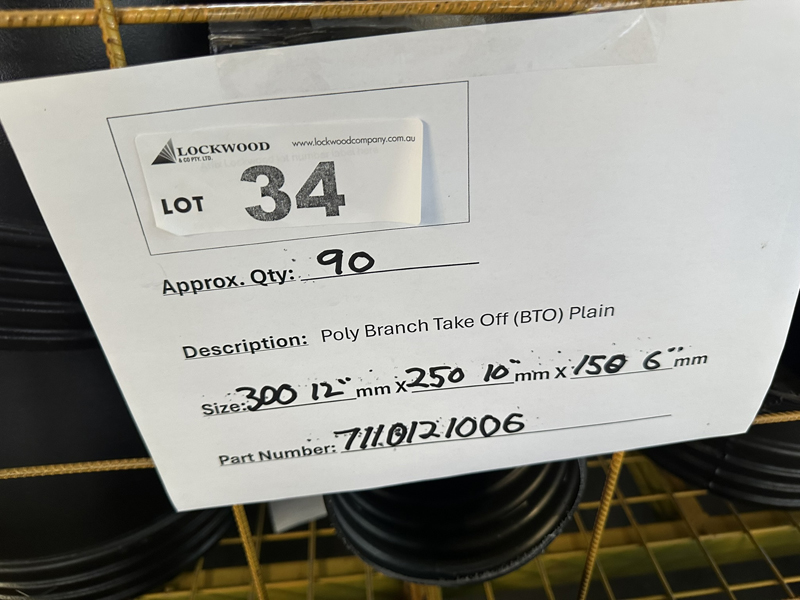 LOCKWOOD
& CO PTY. LTD.
www.lockwoodcompany.com.au
LOT 34
Approx. Qty: 90
Description: Poly Branch Take Off (BTO) Plain
Size: 300 12" mm X 250 10" mm X 150 6" mm
Part Number: 7110121006